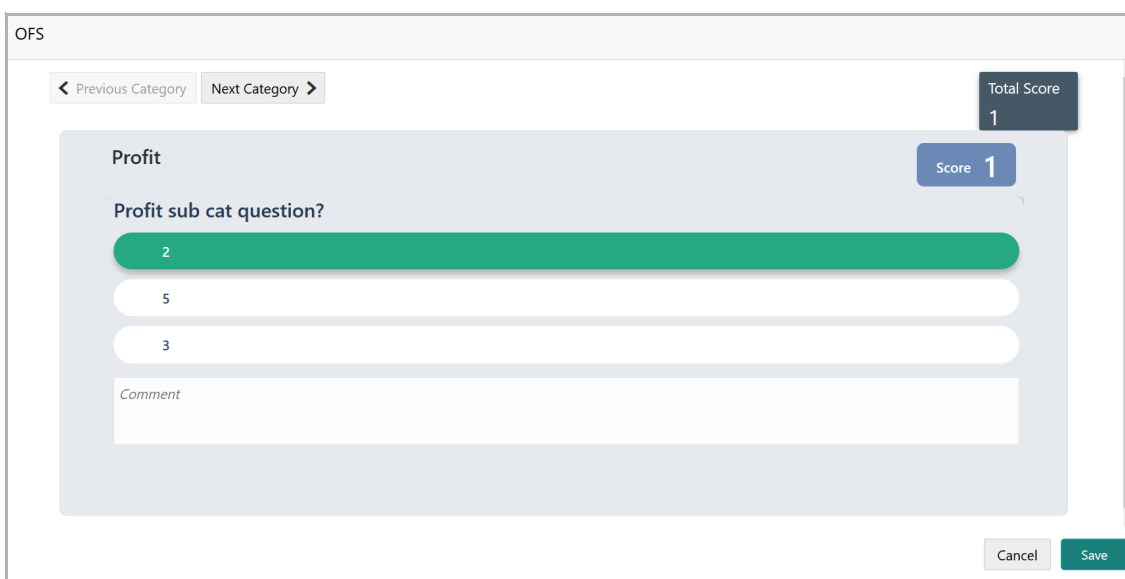 OFS
Previous Category Next Category
Total Score
1
Profit
Score 1
Profit sub cat question?
2
5
3
Comment
Cancel Save